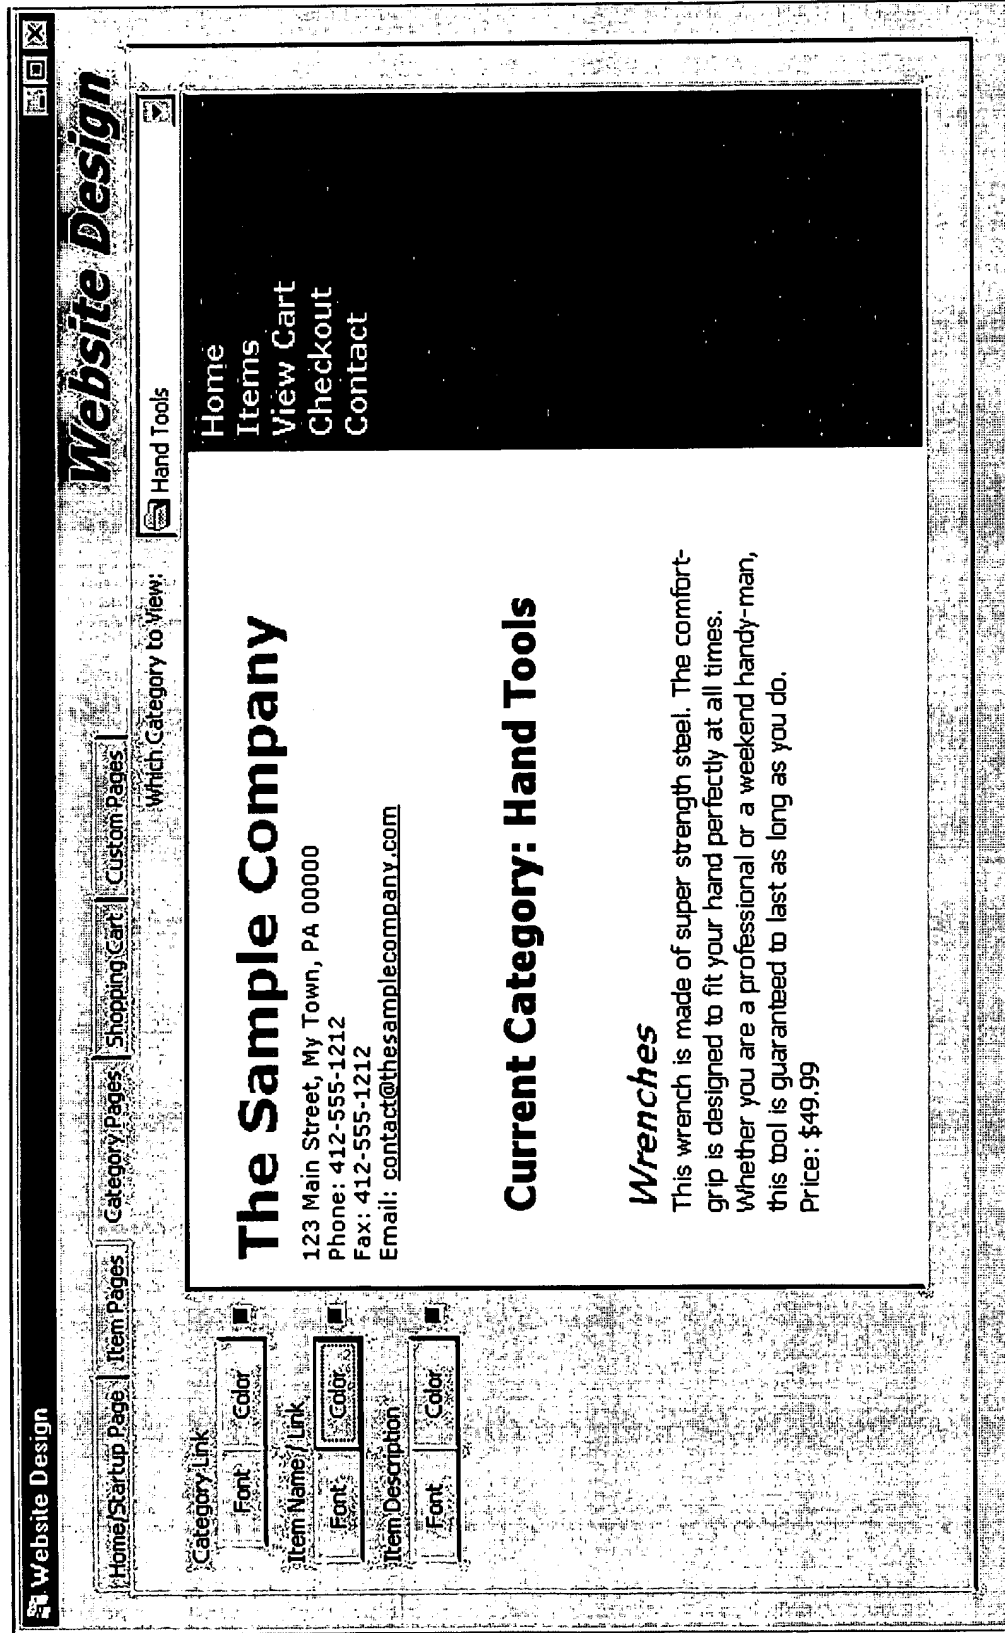 Website Design
Website Design
Home/Startup Page Item Pages Category Pages Shopping Cart Custom Pages
Which Category to View: Hand Tools
Category Link
Font Color
Item Name/ Link
Font Color
Item Description
Font Color
The Sample Company
123 Main Street, My Town, PA 00000
Phone: 412-555-1212
Fax: 412-555-1212
Email: contact@thesamplecompany.com
Current Category: Hand Tools
Wrenches
This wrench is made of super strength steel. The comfort-
grip is designed to fit your hand perfectly at all times.
Whether you are a professional or a weekend handy-man,
this tool is guaranteed to last as long as you do.
Price: $49.99
Home
Items
View Cart
Checkout
Contact